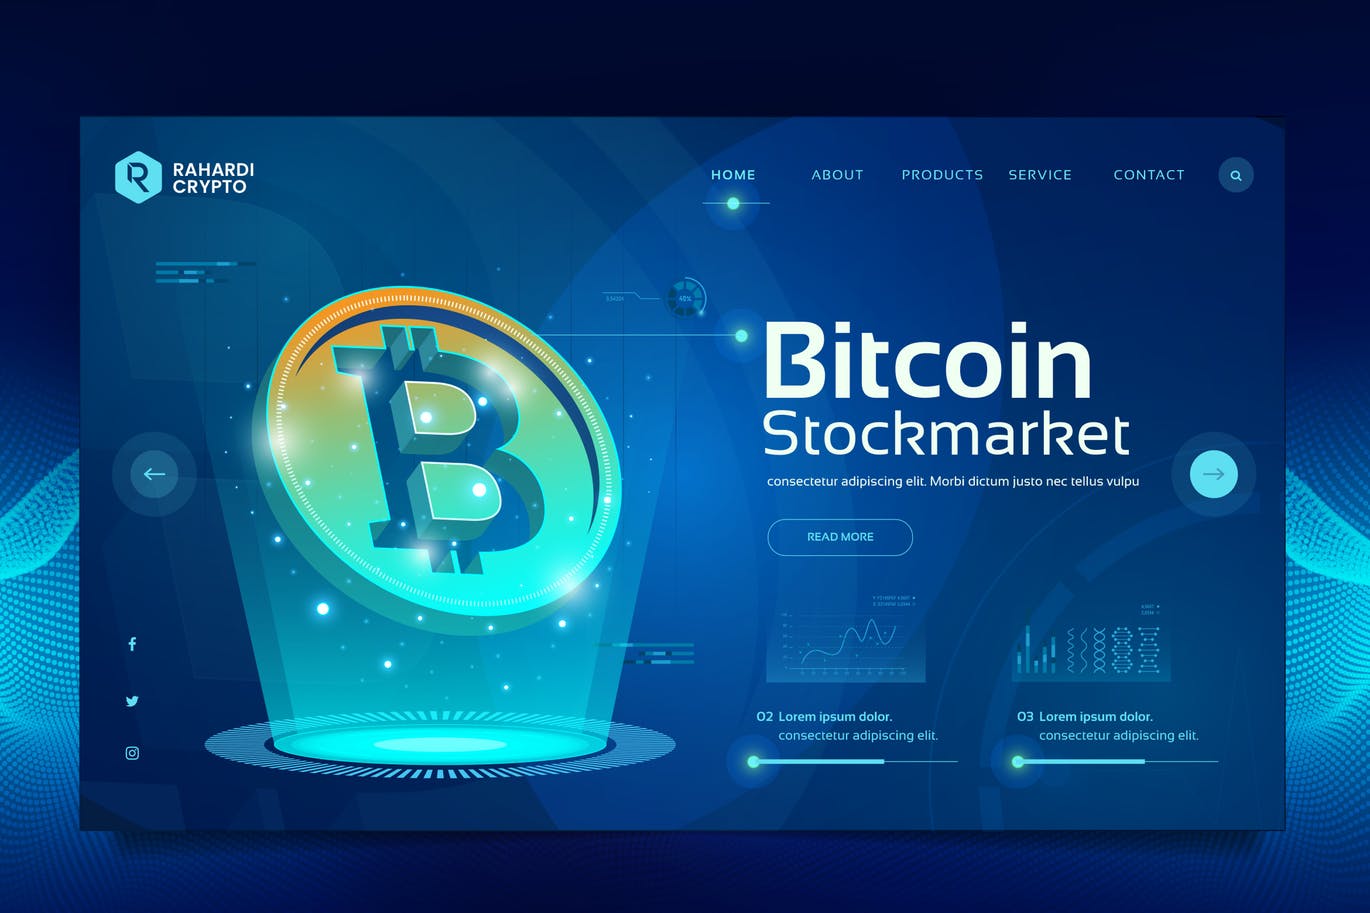 RAHARDI
CRYPTO
HOME
ABOUT
PRODUCTS
SERVICE
CONTACT
40%
Bitcoin
Stockmarket
consectetur adipiscing elit. Morbi dictum justo nec tellus vulpu
READ MORE
02 Lorem ipsum dolor.
consectetur adipiscing elit.
03 Lorem ipsum dolor.
consectetur adipiscing elit.